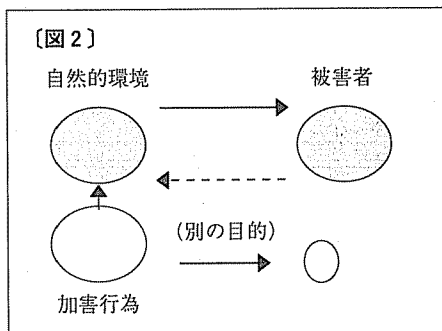 〔図2〕
自然的環境
被害者
(別の目的)
加害行為